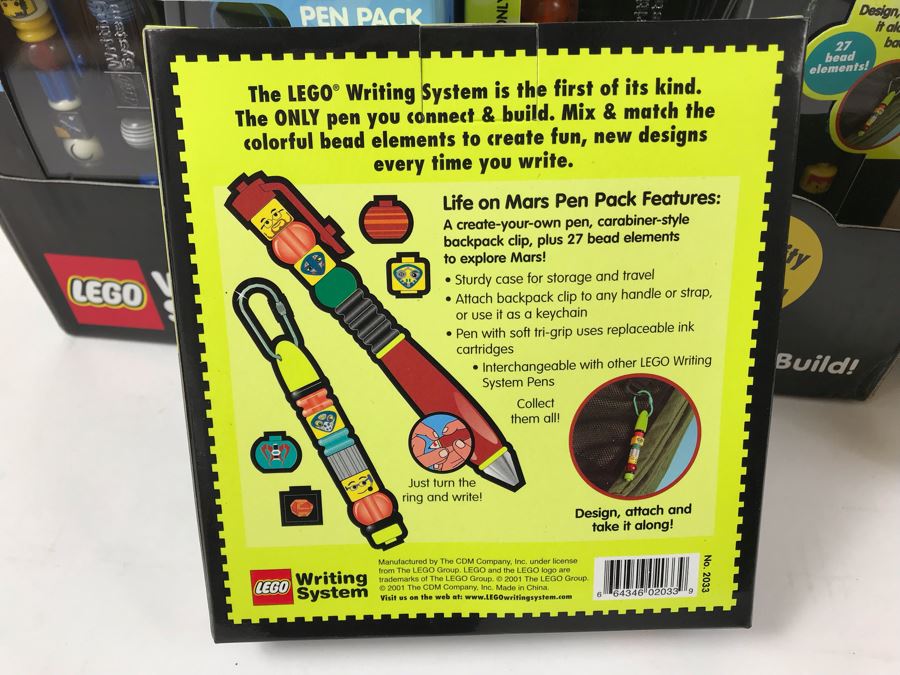 PEN PACK
Writing
System
ONLY
Design,
27
bead
elements!
The LEGO® Writing System is the first of its kind.
The ONLY pen you connect & build. Mix & match the
colorful bead elements to create fun, new designs
every time you write.
Life on Mars Pen Pack Features:
A create-your-own pen, carabiner-style
backpack clip, plus 27 bead elements
to explore Mars!
• Sturdy case for storage and travel
• Attach backpack clip to any handle or strap,
or use it as a keychain
• Pen with soft tri-grip uses replaceable ink
cartridges
• Interchangeable with other LEGO Writing
System Pens
Collect
them all!
Just turn the
ring and write!
Design, attach and
take it along!
LEGO
Build!
LEGO Writing
System
Manufactured by The CDM Company, Inc. under license
from The LEGO Group. LEGO and the LEGO logo are
trademarks of The LEGO Group. © 2001 The LEGO Group.
© 2001 The CDM Company, Inc. Made in China.
Visit us on the web at: www.LEGOwritingsystem.com
6 64346 02033 9
No. 2033